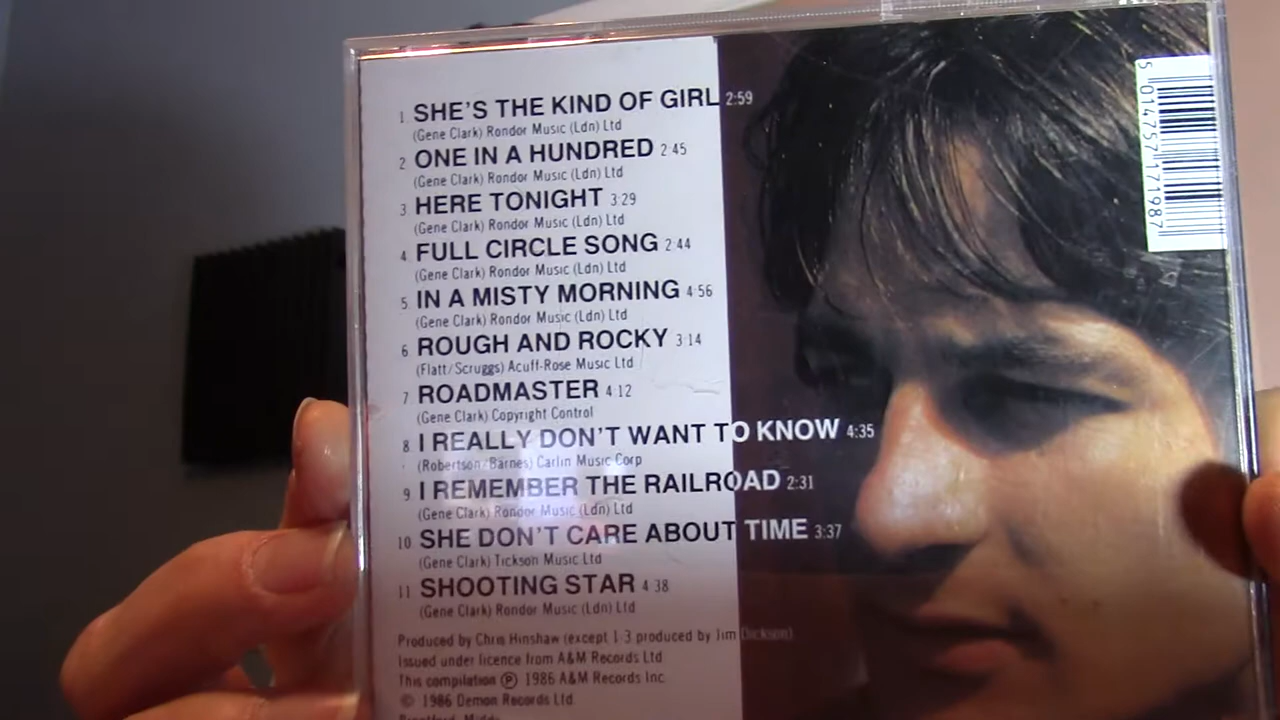 1 SHE'S THE KIND OF GIRL 2:59
(Gene Clark) Rondor Music (Ldn) Ltd
2 ONE IN A HUNDRED 2:45
(Gene Clark) Rondor Music (Ldn) Ltd
3 HERE TONIGHT 3:29
(Gene Clark) Rondor Music (Ldn) Ltd
4 FULL CIRCLE SONG 2:44
(Gene Clark) Rondor Music (Ldn) Ltd
5 IN A MISTY MORNING 4:56
(Gene Clark) Rondor Music (Ldn) Ltd
6 ROUGH AND ROCKY 3:14
(Flatt/Scruggs) Acuff-Rose Music Ltd
7 ROADMASTER 4:12
(Gene Clark) Copyright Control
8 I REALLY DON'T WANT TO KNOW 4:35
(Robertson/Barnes) Carlin Music Corp
9 I REMEMBER THE RAILROAD 2:31
(Gene Clark) Rondor Music (Ldn) Ltd
10 SHE DON'T CARE ABOUT TIME 3:37
(Gene Clark) Tickson Music Ltd
11 SHOOTING STAR 4:38
(Gene Clark) Rondor Music (Ldn) Ltd
Produced by Chris Hinshaw (except 1-3 produced by Jim Dickson)
Issued under licence from A&M Records Ltd
This compilation ℗ 1986 A&M Records Inc
© 1986 Demon Records Ltd
5 014757 171987